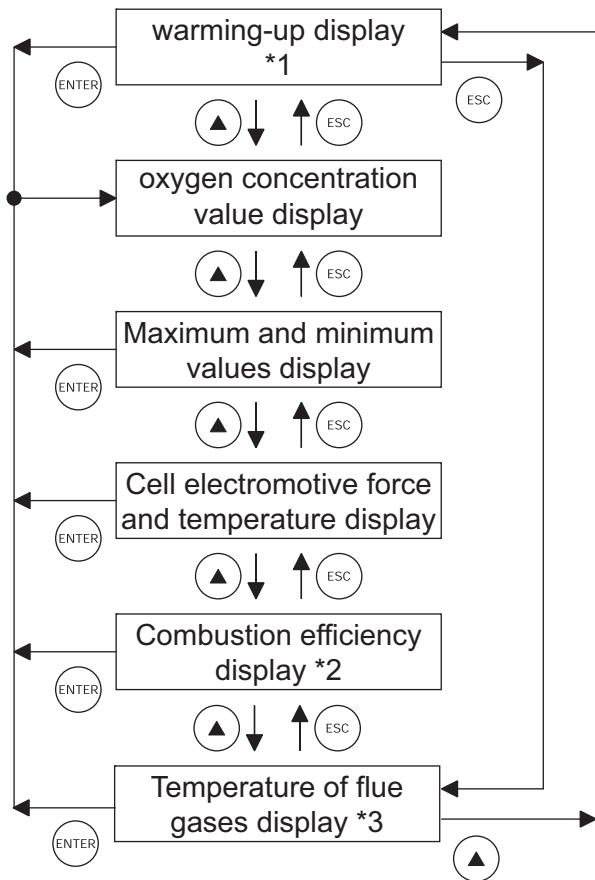 warming-up display
*1
ENTER
ESC
▲
ESC
oxygen concentration
value display
▲
ESC
Maximum and minimum
values display
ENTER
▲
ESC
Cell electromotive force
and temperature display
ENTER
▲
ESC
Combustion efficiency
display *2
ENTER
▲
ESC
Temperature of flue
gases display *3
ENTER
▲